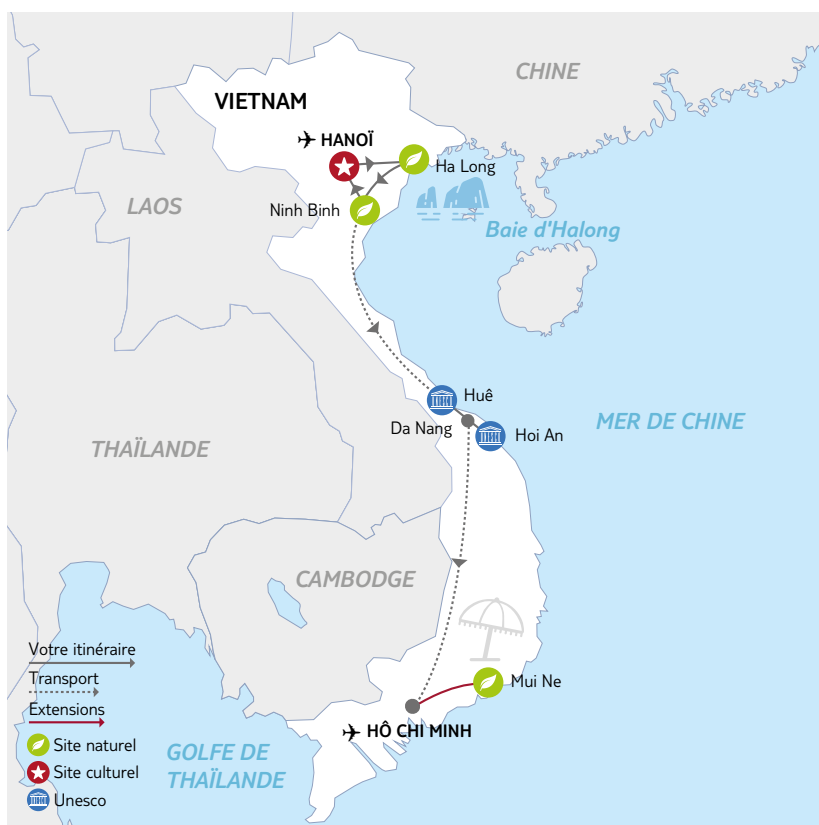 CHINE
VIETNAM
HANOÏ
Ha Long
LAOS
Ninh Binh
Baie d'Halong
Huê
Da Nang
Hoi An
MER DE CHINE
THAÏLANDE
CAMBODGE
Votre itinéraire
Transport
Extensions
Site naturel
Site culturel
Unesco
Mui Ne
HÔ CHI MINH
GOLFE DE
THAÏLANDE